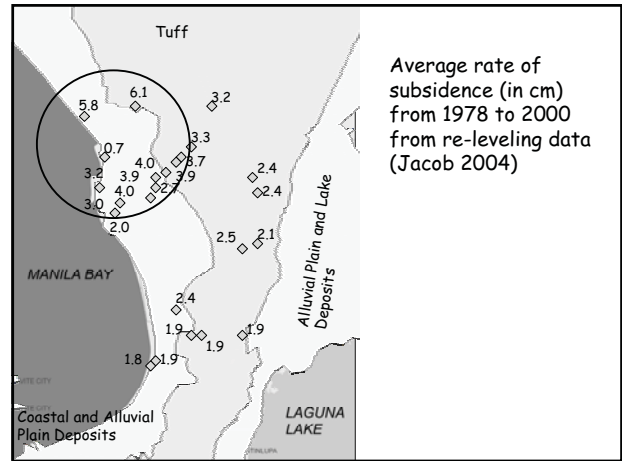 Tuff
Average rate of
subsidence (in cm)
from 1978 to 2000
from re-leveling data
(Jacob 2004)
6.1
3.2
5.8
3.3
0.7
4.0
3.7
3.2
3.9
3.9
2.4
4.0
2.7
2.4
3.0
2.0
2.5
2.1
MANILA BAY
Alluvial Plain and Lake
Deposits
2.4
1.9
1.9
1.9
1.8
1.9
Coastal and Alluvial
Plain Deposits
LAGUNA
LAKE